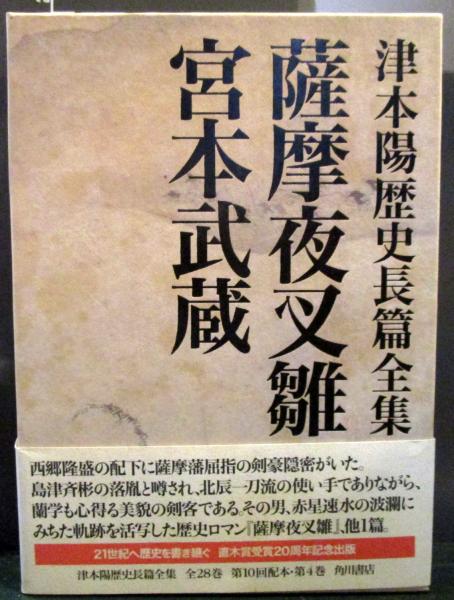 津本陽歴史長篇全集
薩摩夜叉雛
宮本武蔵
西郷隆盛の配下に薩摩藩屈指の剣豪隠密がいた。
島津斉彬の落胤と噂され、北辰一刀流の使い手でありながら、
蘭学も心得る美貌の剣客である。その男、赤星速水の波瀾に
みちた軌跡を活写した歴史ロマン『薩摩夜叉雛』、他1篇。
21世紀へ歴史を書き継ぐ 直木賞受賞20周年記念出版
津本陽歴史長篇全集 全28巻 第10回配本・第4巻 角川書店